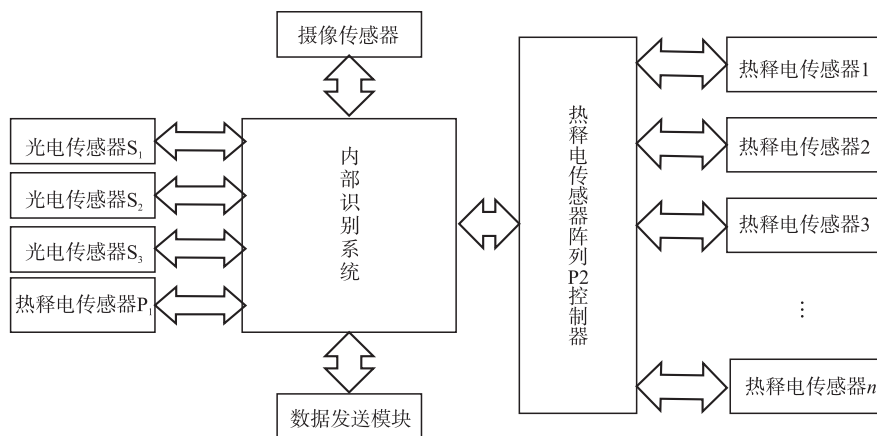 摄像传感器
光电传感器S₁
光电传感器S₂
光电传感器S₃
热释电传感器P₁
内部识别系统
数据发送模块
热释电传感器阵列P2控制器
热释电传感器1
热释电传感器2
热释电传感器3
⋮
热释电传感器n